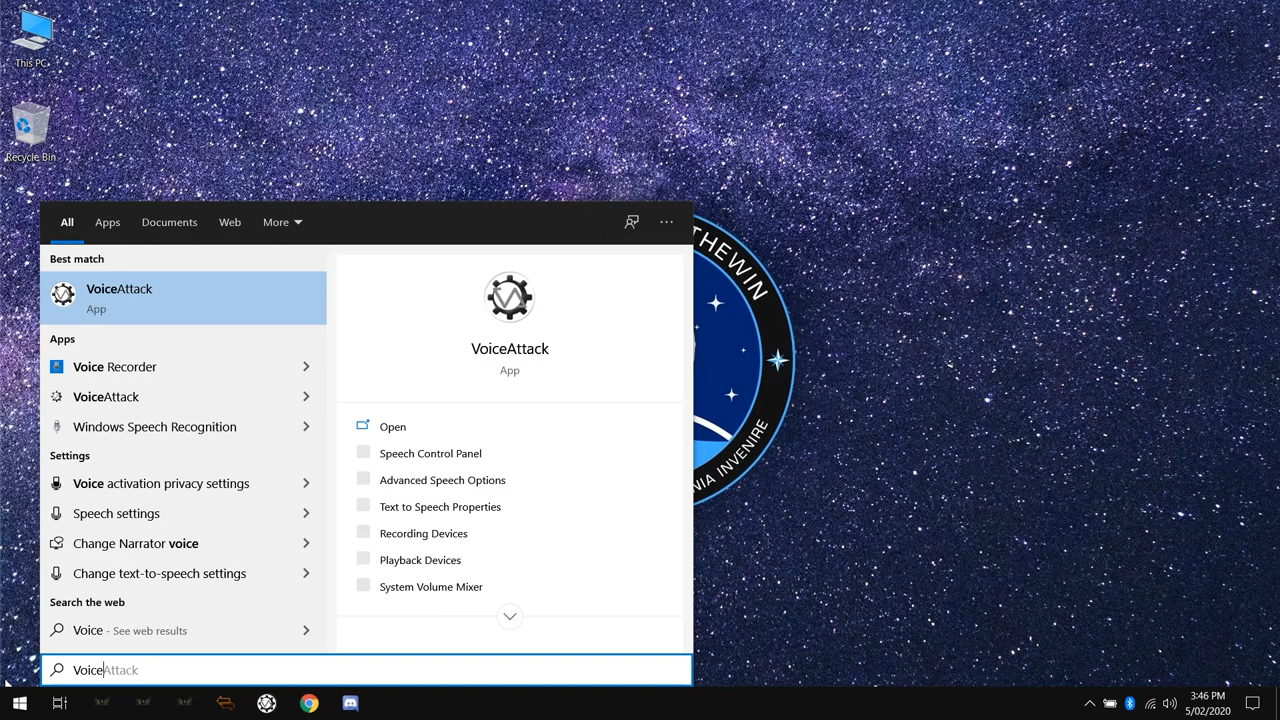 This PC
Recycle Bin
THEWIN
NIA INVENIRE
All Apps Documents Web More
Best match
VoiceAttack
App
Apps
Voice Recorder
VoiceAttack
Windows Speech Recognition
Settings
Voice activation privacy settings
Speech settings
Change Narrator voice
Change text-to-speech settings
Search the web
Voice - See web results
VoiceAttack
App
Open
Speech Control Panel
Advanced Speech Options
Text to Speech Properties
Recording Devices
Playback Devices
System Volume Mixer
VoiceAttack
3:46 PM
5/02/2020